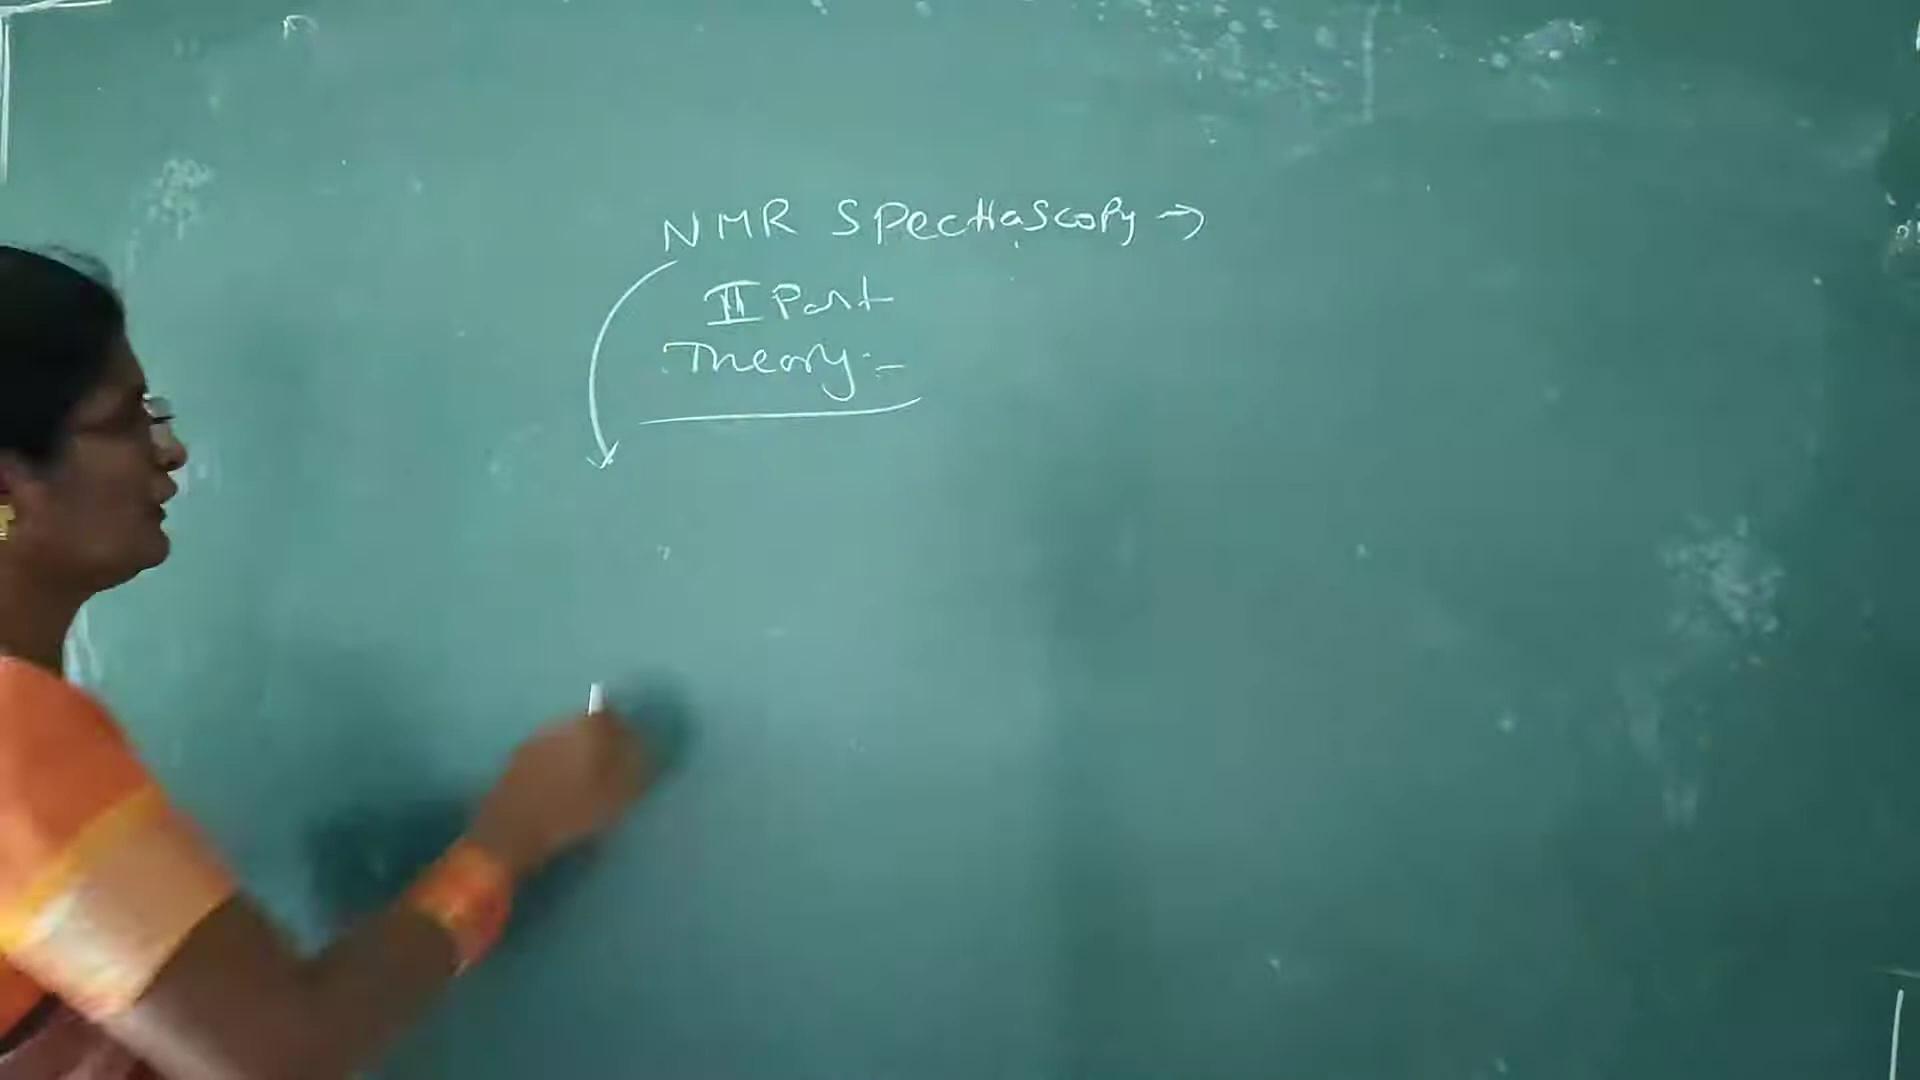 NMR Spectroscopy →
II Part
Theory :-